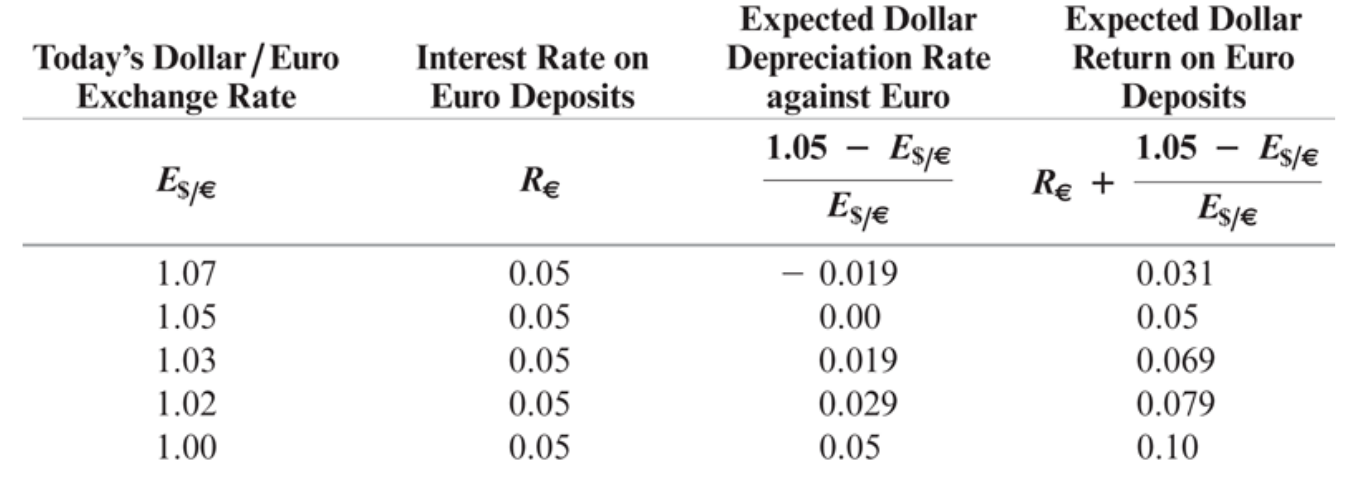 Expected Dollar Expected Dollar
Today's Dollar/Euro Interest Rate on Depreciation Rate Return on Euro
Exchange Rate Euro Deposits against Euro Deposits
1.05 − E$/€ 1.05 − E$/€
E$/€ R€ R€ +
E$/€ E$/€
1.07 0.05 − 0.019 0.031
1.05 0.05 0.00 0.05
1.03 0.05 0.019 0.069
1.02 0.05 0.029 0.079
1.00 0.05 0.05 0.10